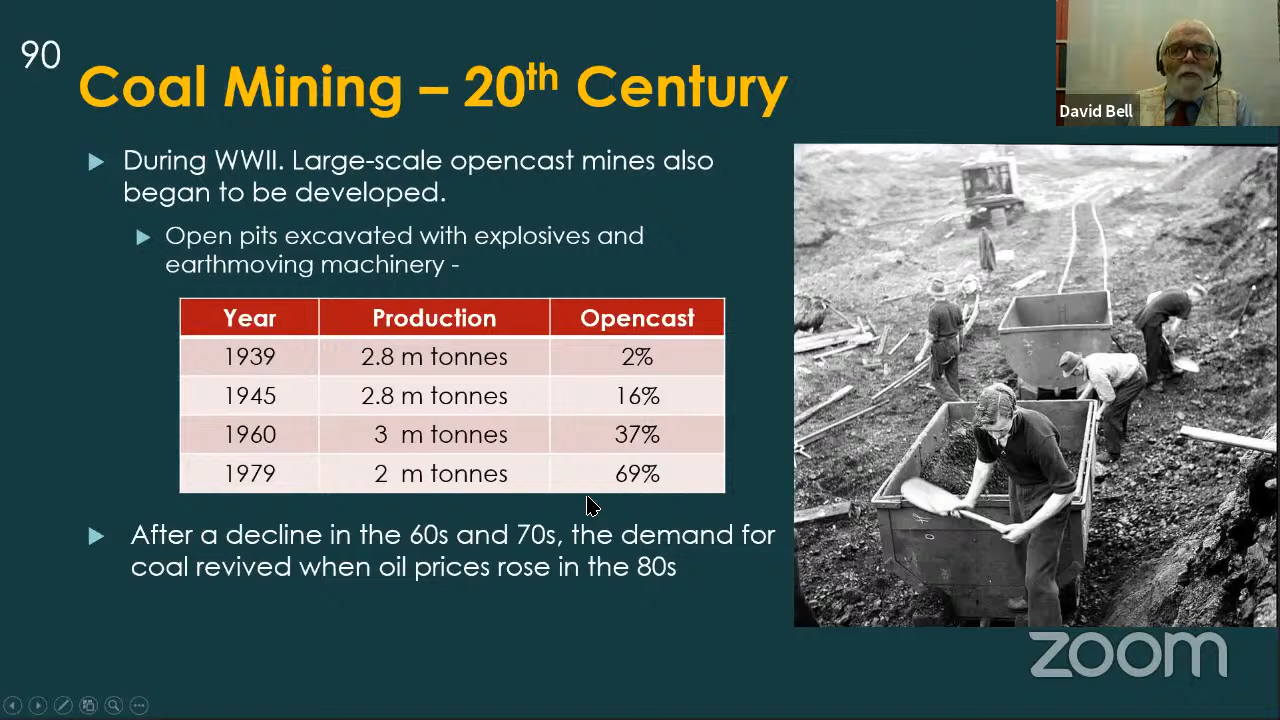 90
Coal Mining – 20th Century
David Bell
During WWII. Large-scale opencast mines also
began to be developed.
Open pits excavated with explosives and
earthmoving machinery -
Year Production Opencast
1939 2.8 m tonnes 2%
1945 2.8 m tonnes 16%
1960 3 m tonnes 37%
1979 2 m tonnes 69%
After a decline in the 60s and 70s, the demand for
coal revived when oil prices rose in the 80s
zoom